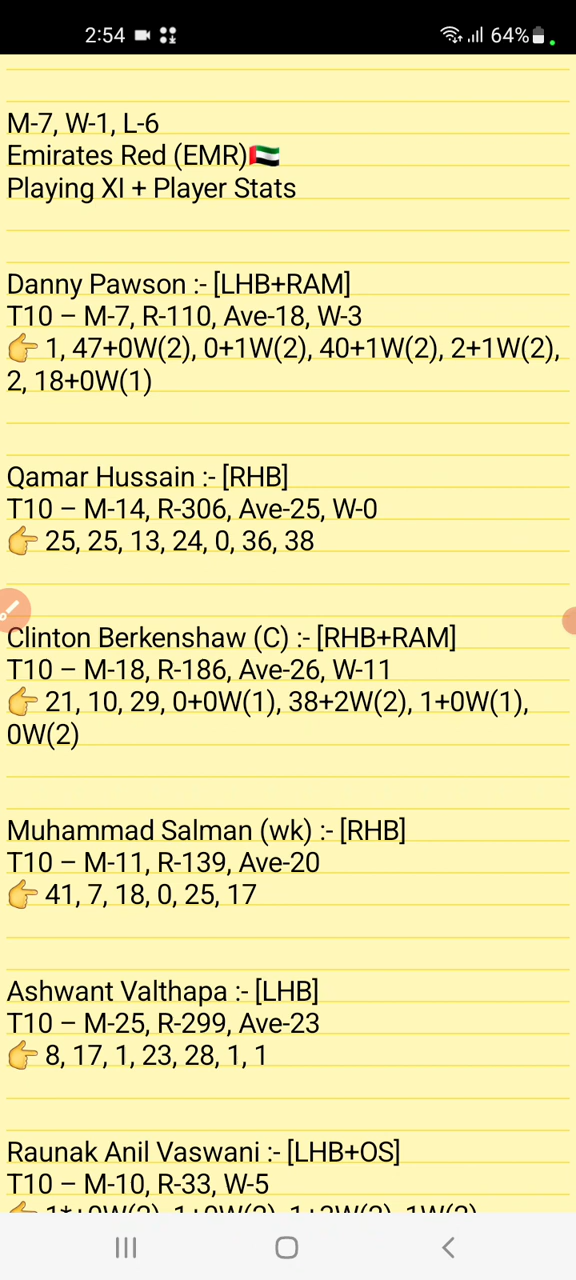 2:54
64%
M-7, W-1, L-6
Emirates Red (EMR)🇦🇪
Playing XI + Player Stats
Danny Pawson :- [LHB+RAM]
T10 – M-7, R-110, Ave-18, W-3
👉 1, 47+0W(2), 0+1W(2), 40+1W(2), 2+1W(2),
2, 18+0W(1)
Qamar Hussain :- [RHB]
T10 – M-14, R-306, Ave-25, W-0
👉 25, 25, 13, 24, 0, 36, 38
Clinton Berkenshaw (C) :- [RHB+RAM]
T10 – M-18, R-186, Ave-26, W-11
👉 21, 10, 29, 0+0W(1), 38+2W(2), 1+0W(1),
0W(2)
Muhammad Salman (wk) :- [RHB]
T10 – M-11, R-139, Ave-20
👉 41, 7, 18, 0, 25, 17
Ashwant Valthapa :- [LHB]
T10 – M-25, R-299, Ave-23
👉 8, 17, 1, 23, 28, 1, 1
Raunak Anil Vaswani :- [LHB+OS]
T10 – M-10, R-33, W-5